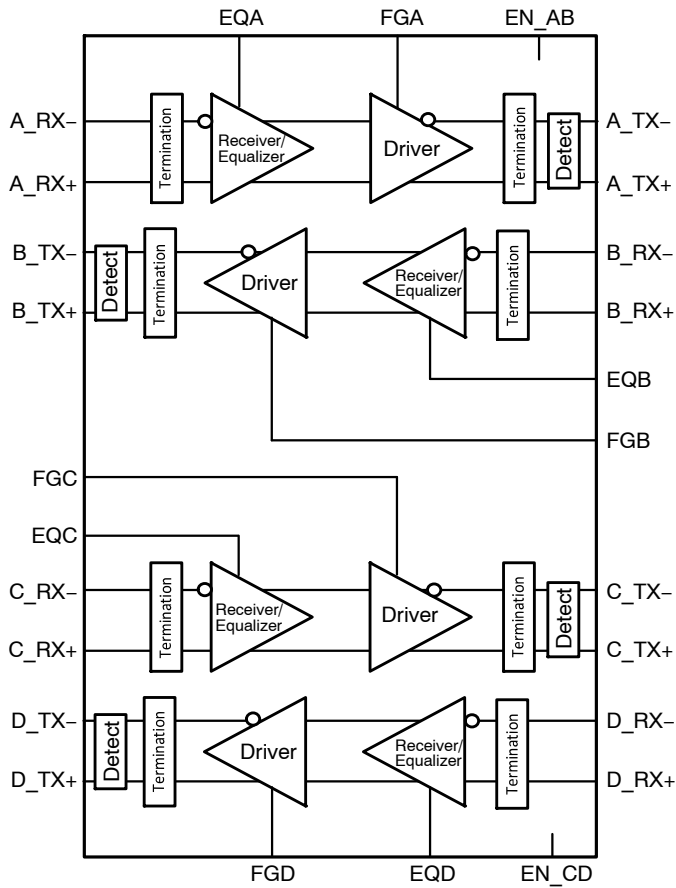 EQA FGA EN_AB
A_RX− Termination Receiver/ Driver Termination Detect A_TX−
Equalizer
A_RX+ A_TX+
B_TX− Detect Termination Driver Receiver/ Termination B_RX−
Equalizer
B_TX+ B_RX+
EQB
FGB
FGC
EQC
C_RX− Termination Receiver/ Driver Termination Detect C_TX−
Equalizer
C_RX+ C_TX+
D_TX− Detect Termination Driver Receiver/ Termination D_RX−
Equalizer
D_TX+ D_RX+
FGD EQD EN_CD